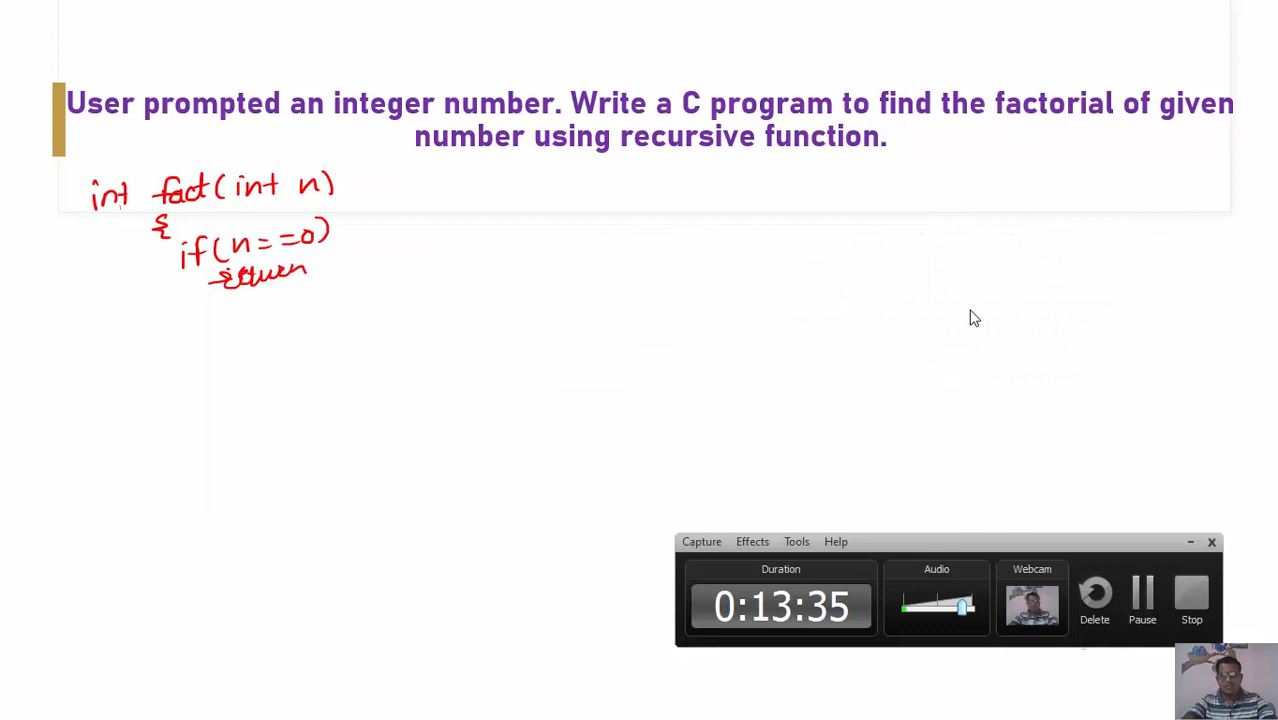 User prompted an integer number. Write a C program to find the factorial of given
number using recursive function.
int fact(int n)
{
if(n==0)
return
Capture Effects Tools Help
Duration Audio Webcam
0:13:35
Delete Pause Stop